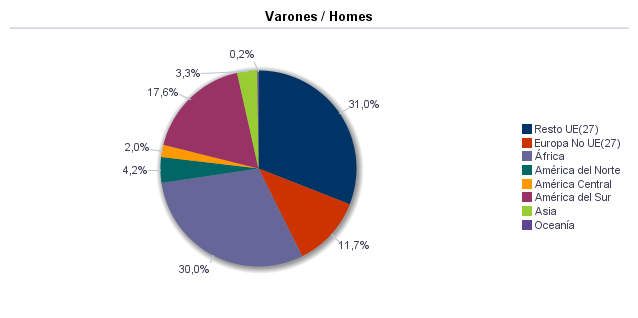 Varones / Homes
0,2%
3,3%
17,6%
2,0%
4,2%
30,0%
11,7%
31,0%
Resto UE(27)
Europa No UE(27)
África
América del Norte
América Central
América del Sur
Asia
Oceanía